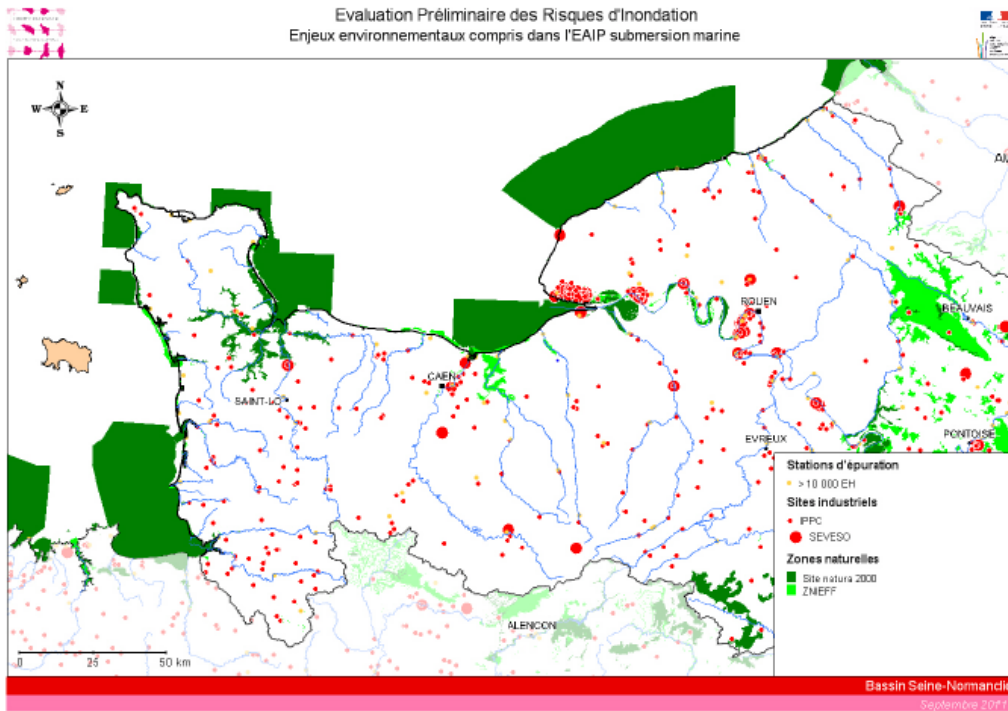 Evaluation Préliminaire des Risques d'Inondation
Enjeux environnementaux compris dans l'EAIP submersion marine
N
W E
S
ROUEN
BEAUVAIS
CAEN
SAINT-LO
EVREUX
PONTOISE
ALENCON
Stations d'épuration
> 10 000 EH
Sites industriels
IPPC
SEVESO
Zones naturelles
Site natura 2000
ZNIEFF
0 25 50 km
Bassin Seine-Normandie
Septembre 2011